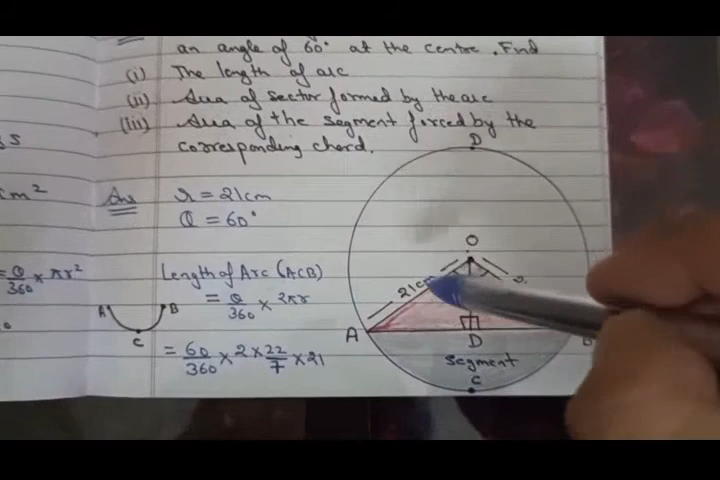 an angle of 60° at the centre. Find
(i) The length of arc
(ii) Area of sector formed by the arc
(iii) Area of the segment forced by the
corresponding chord.
Ans r = 21cm
θ = 60°
Length of Arc (ACB)
= θ/360 × 2πr
= 60/360 × 2 × 22/7 × 21
5
cm²
= θ/360 × πr²
A
B
C
D
O
21cm
A
D
segment
C